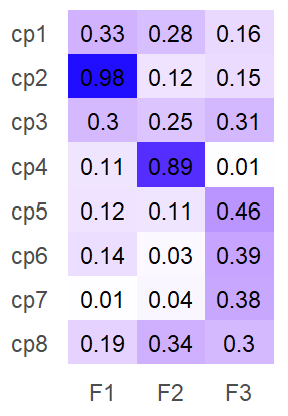 cp1 0.33 0.28 0.16
cp2 0.98 0.12 0.15
cp3 0.3 0.25 0.31
cp4 0.11 0.89 0.01
cp5 0.12 0.11 0.46
cp6 0.14 0.03 0.39
cp7 0.01 0.04 0.38
cp8 0.19 0.34 0.3
F1 F2 F3